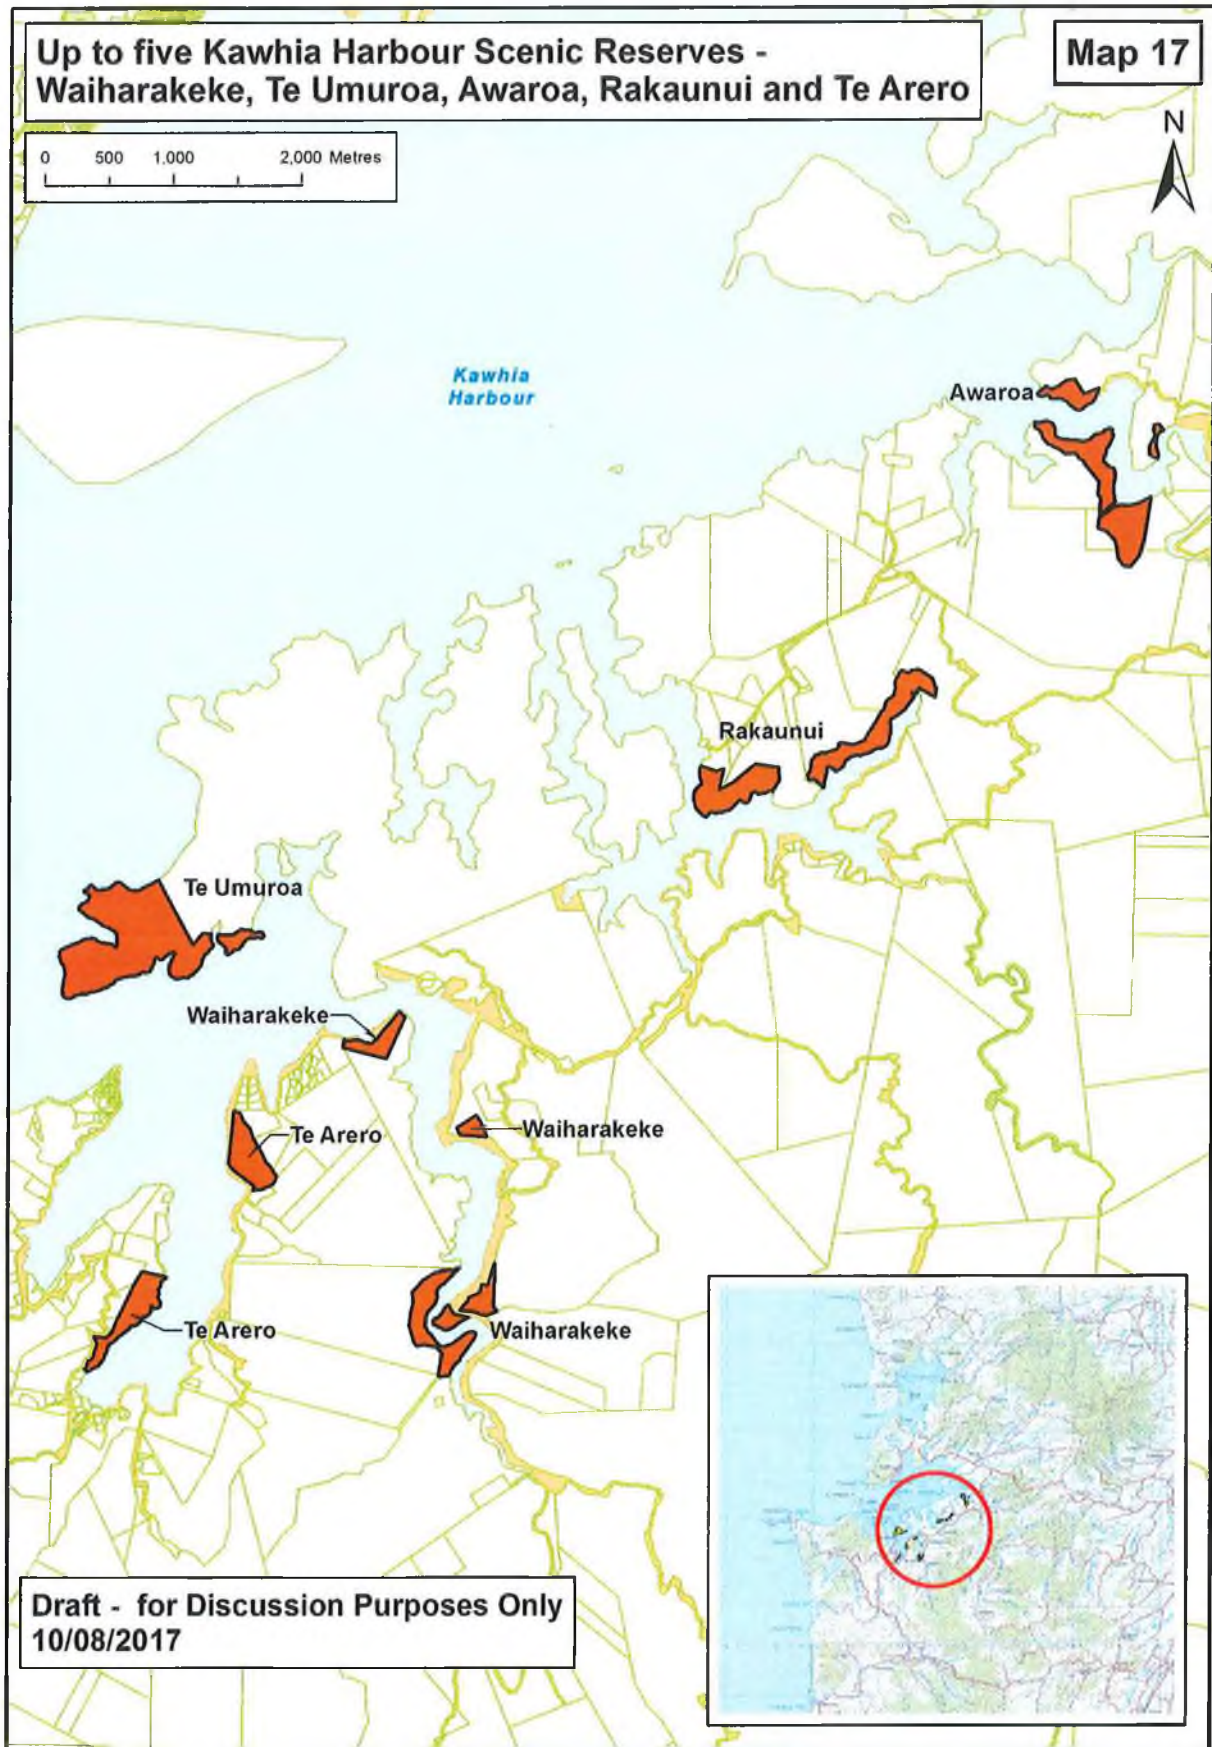 Up to five Kawhia Harbour Scenic Reserves -
Waiharakeke, Te Umuroa, Awaroa, Rakaunui and Te Arero
Map 17
0 500 1,000 2,000 Metres
N
Kawhia
Harbour
Awaroa
Rakaunui
Te Umuroa
Waiharakeke
Te Arero
Waiharakeke
Te Arero
Waiharakeke
Draft - for Discussion Purposes Only
10/08/2017